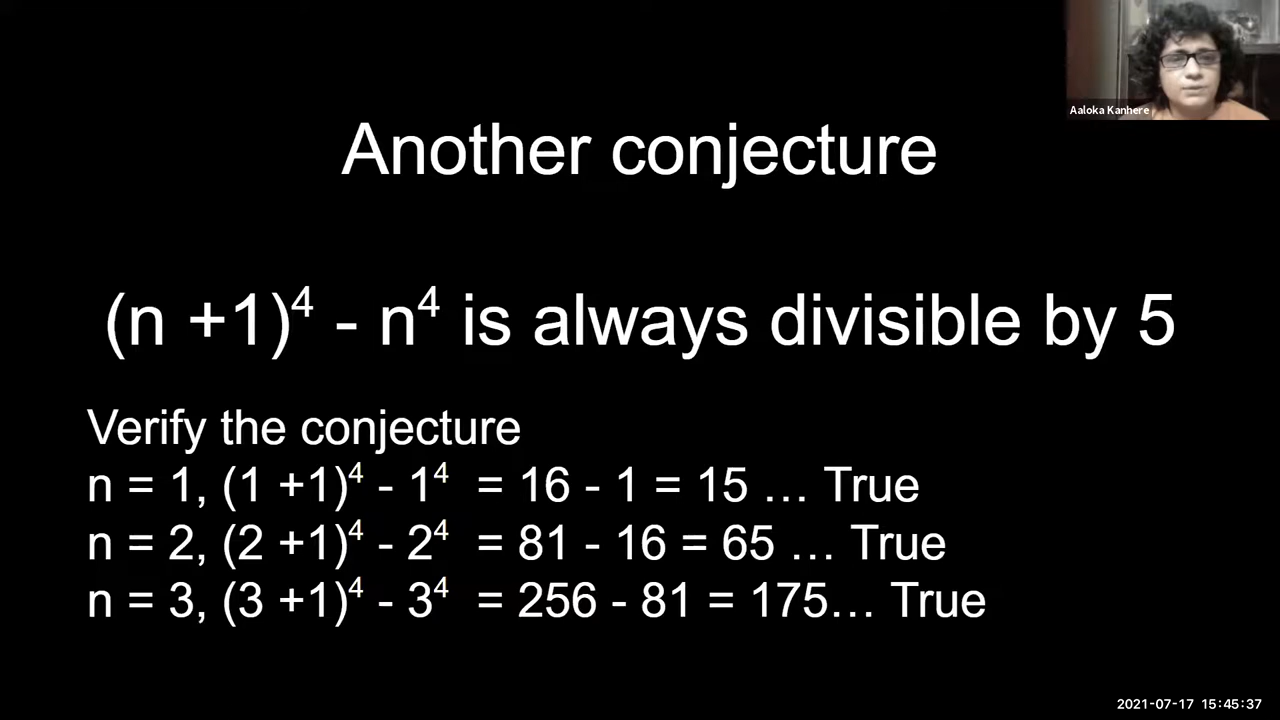 Aaloka Kanhere
Another conjecture
(n +1)⁴ - n⁴ is always divisible by 5
Verify the conjecture
n = 1, (1 +1)⁴ - 1⁴ = 16 - 1 = 15 … True
n = 2, (2 +1)⁴ - 2⁴ = 81 - 16 = 65 … True
n = 3, (3 +1)⁴ - 3⁴ = 256 - 81 = 175… True
2021-07-17 15:45:37